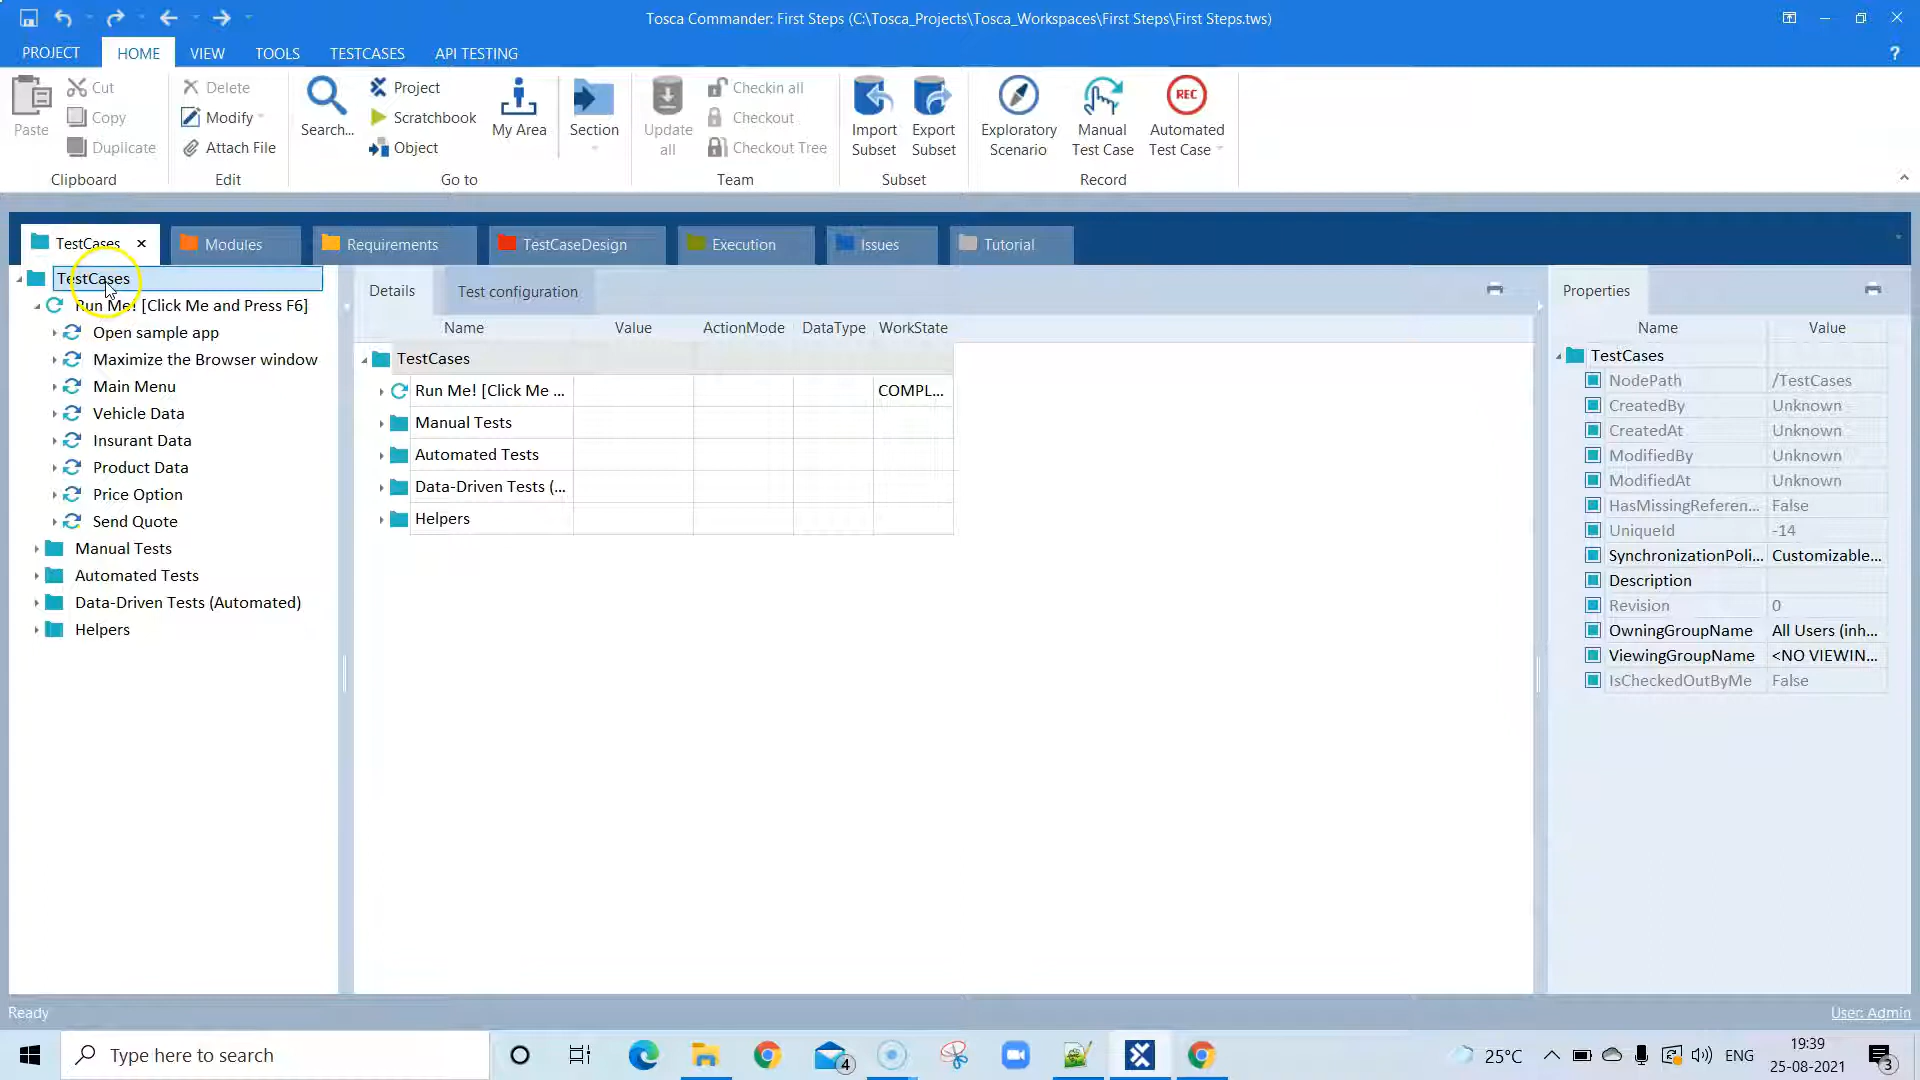 Tosca Commander: First Steps (C:\Tosca_Projects\Tosca_Workspaces\First Steps\First Steps.tws)
PROJECT HOME VIEW TOOLS TESTCASES API TESTING ?
Paste
Cut
Copy
Duplicate
Clipboard
Delete
Modify
Attach File
Edit
Search...
Project
Scratchbook
Object
My Area
Section
Go to
Update all
Checkin all
Checkout
Checkout Tree
Team
Import Subset
Export Subset
Subset
Exploratory Scenario
Manual Test Case
REC
Automated Test Case
Record
TestCases Modules Requirements TestCaseDesign Execution Issues Tutorial
TestCases
Run Me! [Click Me and Press F6]
Open sample app
Maximize the Browser window
Main Menu
Vehicle Data
Insurant Data
Product Data
Price Option
Send Quote
Manual Tests
Automated Tests
Data-Driven Tests (Automated)
Helpers
Details Test configuration
Name Value ActionMode DataType WorkState
TestCases
Run Me! [Click Me ... COMPL...
Manual Tests
Automated Tests
Data-Driven Tests (...
Helpers
Properties
Name Value
TestCases
NodePath /TestCases
CreatedBy Unknown
CreatedAt Unknown
ModifiedBy Unknown
ModifiedAt Unknown
HasMissingReferen... False
UniqueId -14
SynchronizationPoli... Customizable...
Description
Revision 0
OwningGroupName All Users (inh...
ViewingGroupName <NO VIEWIN...
IsCheckedOutByMe False
Ready User: Admin
Type here to search 4 25°C ENG 19:39
25-08-2021 3